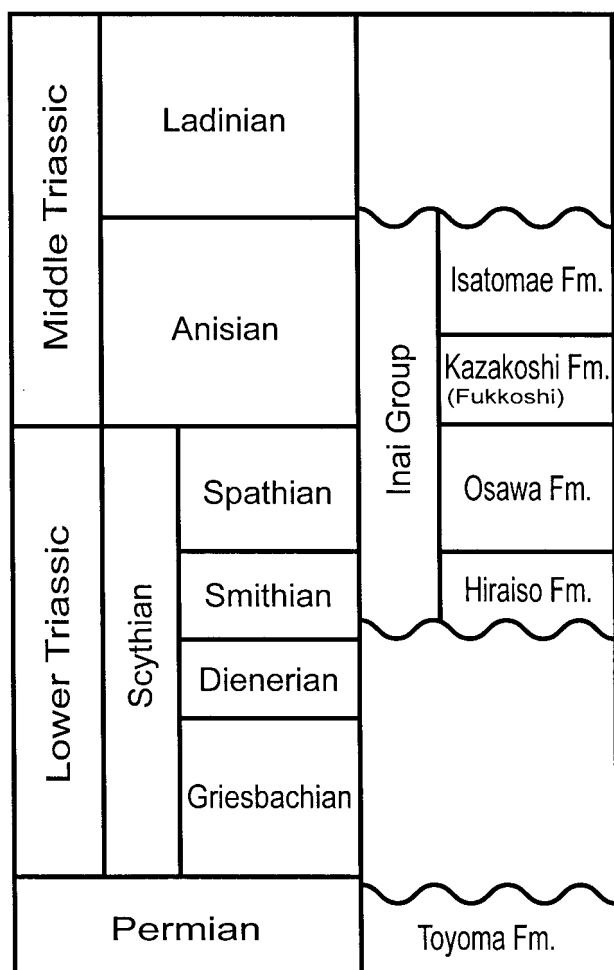 Middle Triassic
Ladinian
Anisian
Lower Triassic
Scythian
Spathian
Smithian
Dienerian
Griesbachian
Permian
Inai Group
Isatomae Fm.
Kazakoshi Fm.
(Fukkoshi)
Osawa Fm.
Hiraiso Fm.
Toyoma Fm.